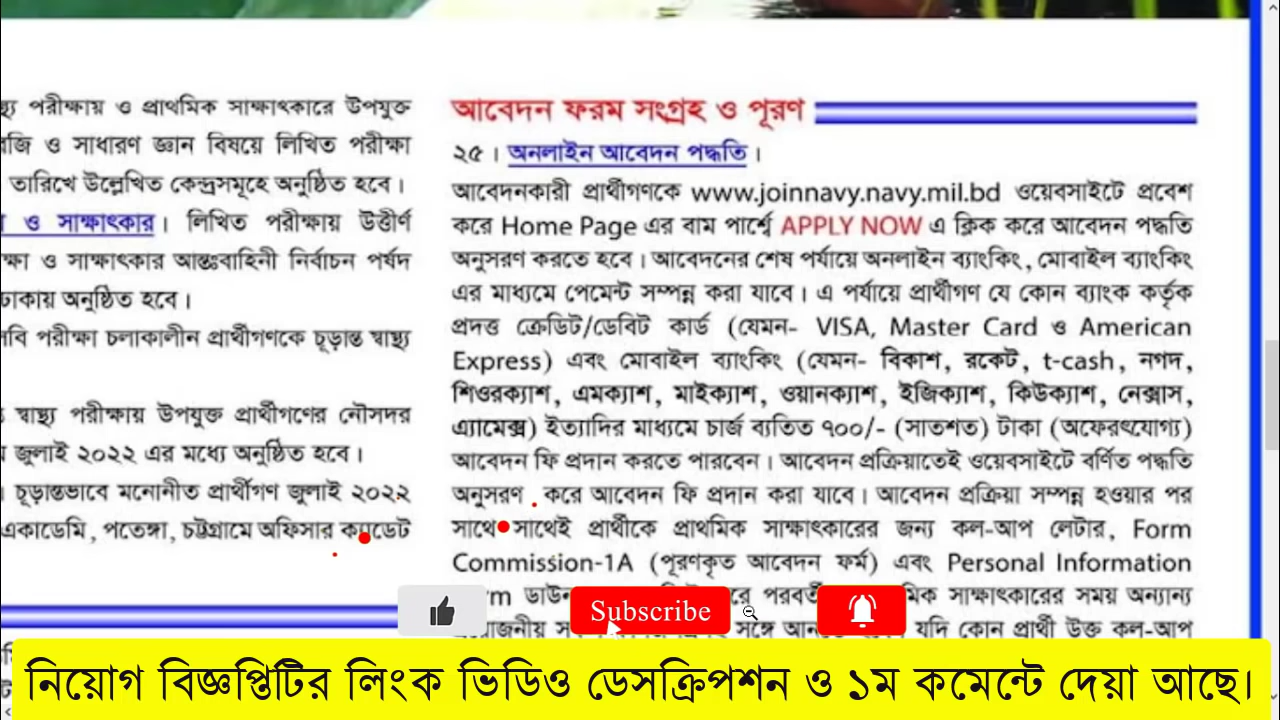 স্থ্য পরীক্ষায় ও প্রাথমিক সাক্ষাৎকারে উপযুক্ত
ও সাধারণ জ্ঞান বিষয়ে লিখিত পরীক্ষা
তারিখে উল্লেখিত কেন্দ্রসমূহে অনুষ্ঠিত হবে।
ও সাক্ষাৎকার। লিখিত পরীক্ষায় উত্তীর্ণ
ও সাক্ষাৎকার আন্তঃবাহিনী নির্বাচন পর্ষদ
ঢাকায় অনুষ্ঠিত হবে।
পরীক্ষা চলাকালীন প্রার্থীগণকে চূড়ান্ত স্বাস্থ্য
স্বাস্থ্য পরীক্ষায় উপযুক্ত প্রার্থীগণের নৌসদর
জুলাই ২০২২ এর মধ্যে অনুষ্ঠিত হবে।
। চূড়ান্তভাবে মনোনীত প্রার্থীগণ জুলাই ২০২২
একাডেমি, পতেঙ্গা, চট্টগ্রামে অফিসার ক্যাডেট
আবেদন ফরম সংগ্রহ ও পূরণ
২৫। অনলাইন আবেদন পদ্ধতি।
আবেদনকারী প্রার্থীগণকে www.joinnavy.navy.mil.bd ওয়েবসাইটে প্রবেশ
করে Home Page এর বাম পার্শ্বে APPLY NOW এ ক্লিক করে আবেদন পদ্ধতি
অনুসরণ করতে হবে। আবেদনের শেষ পর্যায়ে অনলাইন ব্যাংকিং, মোবাইল ব্যাংকিং
এর মাধ্যমে পেমেন্ট সম্পন্ন করা যাবে। এ পর্যায়ে প্রার্থীগণ যে কোন ব্যাংক কর্তৃক
প্রদত্ত ক্রেডিট/ডেবিট কার্ড (যেমন- VISA, Master Card ও American
Express) এবং মোবাইল ব্যাংকিং (যেমন- বিকাশ, রকেট, t-cash, নগদ,
শিওরক্যাশ, এমক্যাশ, মাইক্যাশ, ওয়ানক্যাশ, ইজিক্যাশ, কিউক্যাশ, নেক্সাস,
এ্যামেক্স) ইত্যাদির মাধ্যমে চার্জ ব্যতিত ৭০০/- (সাতশত) টাকা (অফেরৎযোগ্য)
আবেদন ফি প্রদান করতে পারবেন। আবেদন প্রক্রিয়াতেই ওয়েবসাইটে বর্ণিত পদ্ধতি
অনুসরণ করে আবেদন ফি প্রদান করা যাবে। আবেদন প্রক্রিয়া সম্পন্ন হওয়ার পর
সাথে সাথেই প্রার্থীকে প্রাথমিক সাক্ষাৎকারের জন্য কল-আপ লেটার, Form
Commission-1A (পূরণকৃত আবেদন ফর্ম) এবং Personal Information
সাক্ষাৎকারের সময় অন্যান্য
সঙ্গে যদি কোন প্রার্থী উক্ত কল-আপ
Subscribe
নিয়োগ বিজ্ঞপ্তিটির লিংক ভিডিও ডেসক্রিপশন ও ১ম কমেন্টে দেয়া আছে।